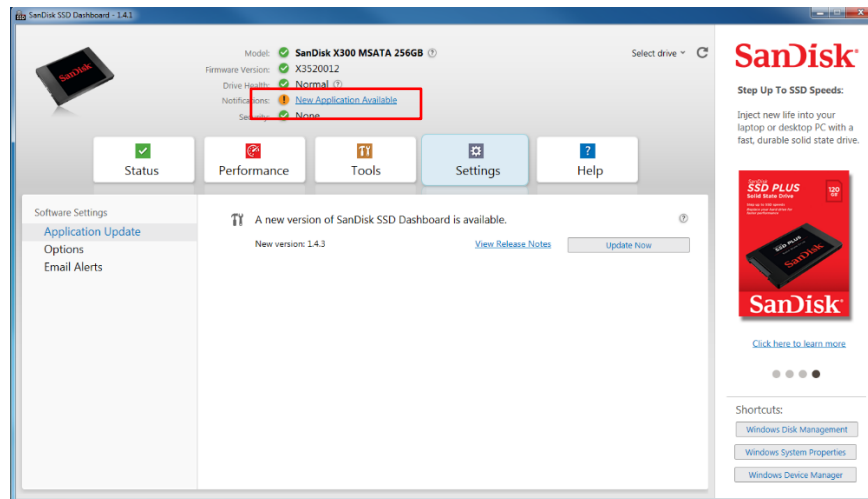 SanDisk SSD Dashboard - 1.4.1
SanDisk
Model: SanDisk X300 MSATA 256GB ?
Select drive
Firmware Version: X3520012
Drive Health: Normal ?
Notifications: ! New Application Available
Security: None
Status
Performance
Tools
Settings
? Help
Software Settings
Application Update
Options
Email Alerts
A new version of SanDisk SSD Dashboard is available. ?
New version: 1.4.3
View Release Notes
Update Now
SanDisk
Step Up To SSD Speeds:
Inject new life into your
laptop or desktop PC with a
fast, durable solid state drive.
SanDisk
SSD PLUS
Solid State Drive
120
GB
SSD PLUS
SanDisk
SanDisk
Click here to learn more
Shortcuts:
Windows Disk Management
Windows System Properties
Windows Device Manager